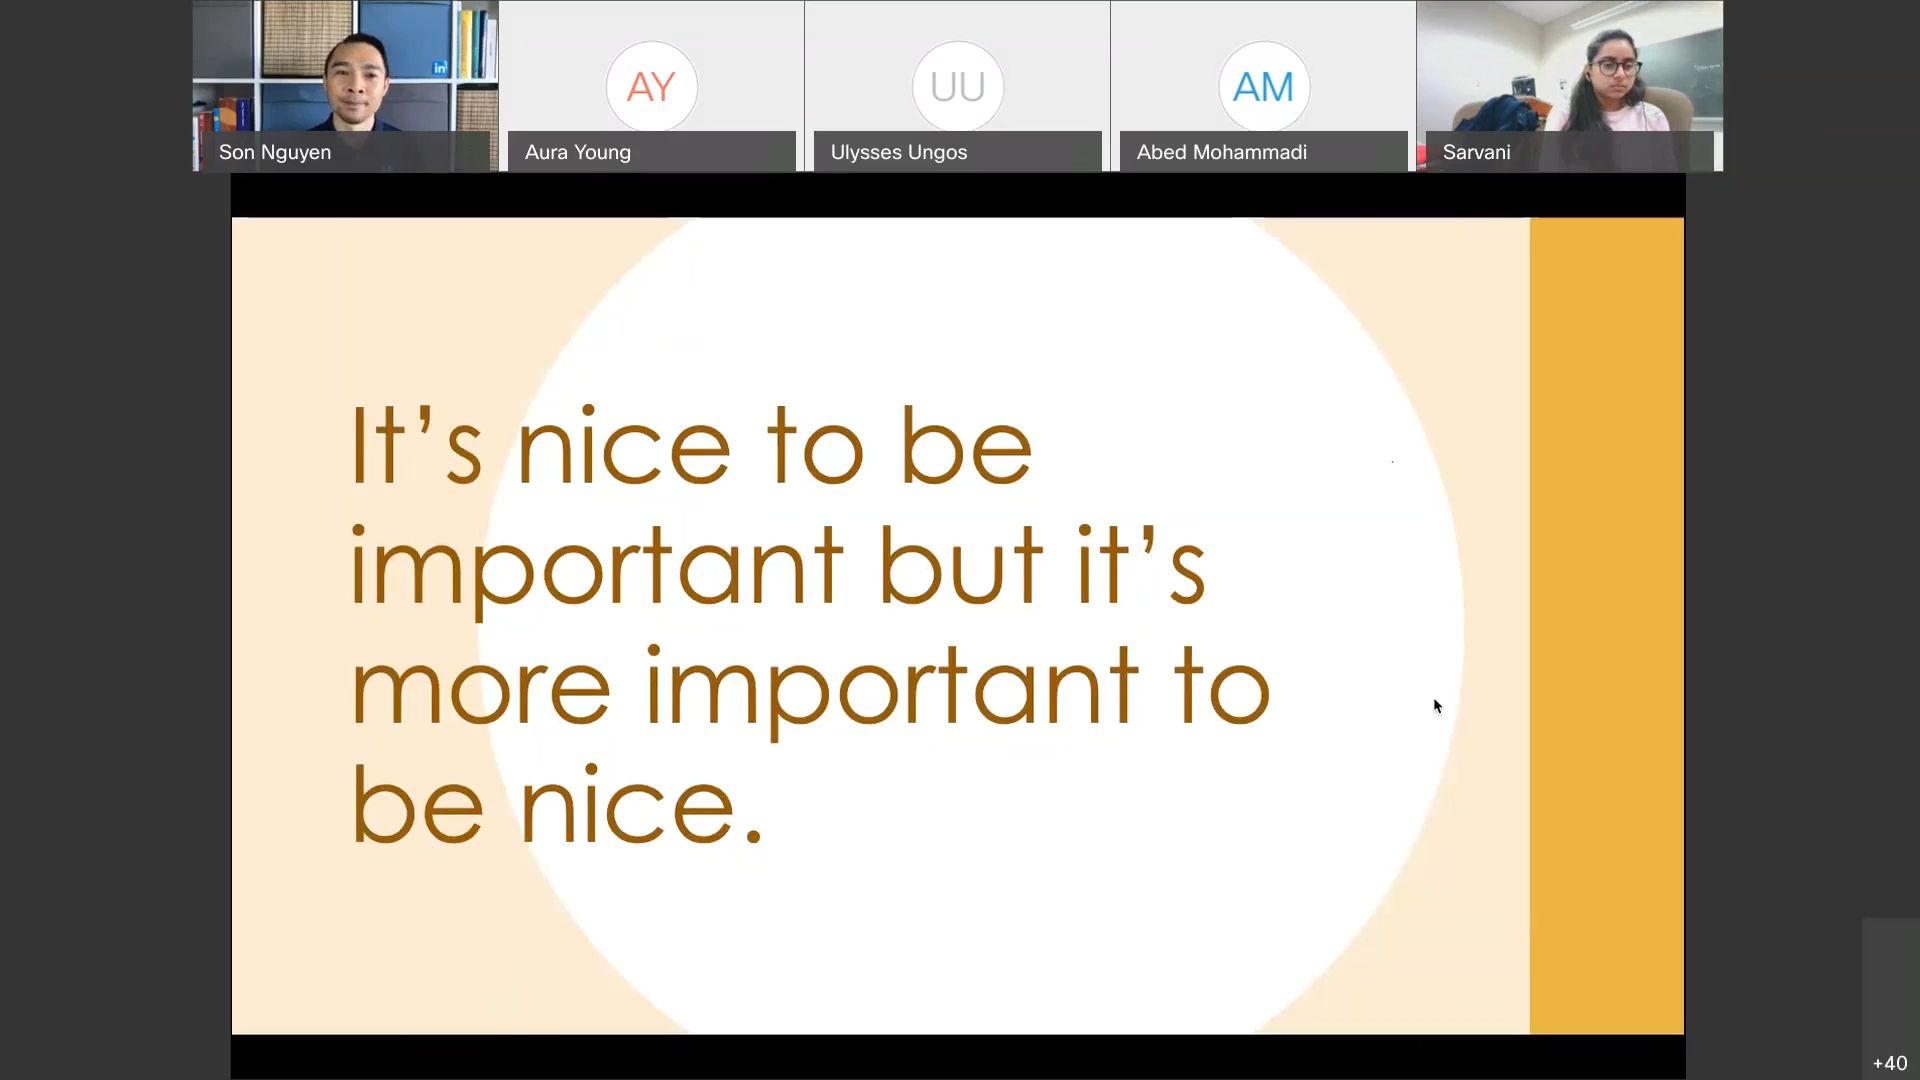 in
AY
UU
AM
Son Nguyen
Aura Young
Ulysses Ungos
Abed Mohammadi
Sarvani
It’s nice to be
important but it’s
more important to
be nice.
+40